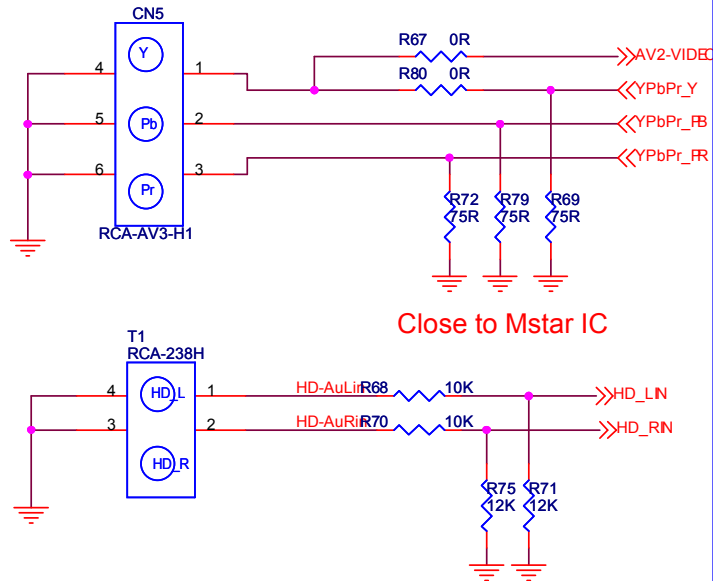 CN5
R67 0R
AV2-VIDEO
Y
4
1
R80 0R
YPbPr_Y
5
Pb
2
YPbPr_PB
6
3
YPbPr_PR
Pr
R72 R79 R69
75R 75R 75R
RCA-AV3-H1
Close to Mstar IC
T1
RCA-238H
4
HD_L
1
HD-AuLin
R68 10K
HD_LIN
3
2
HD-AuRin
R70 10K
HD_RIN
HD_R
R75 R71
12K 12K